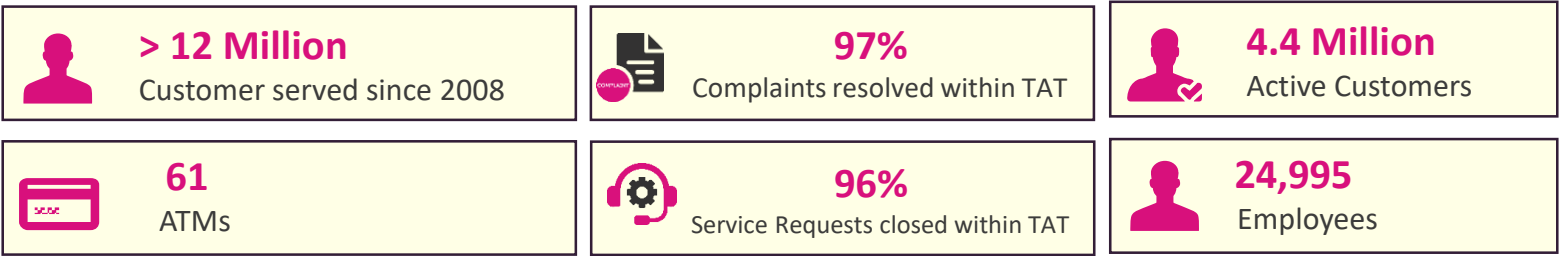 > 12 Million
Customer served since 2008
COMPLAINT
97%
Complaints resolved within TAT
4.4 Million
Active Customers
61
ATMs
96%
Service Requests closed within TAT
24,995
Employees